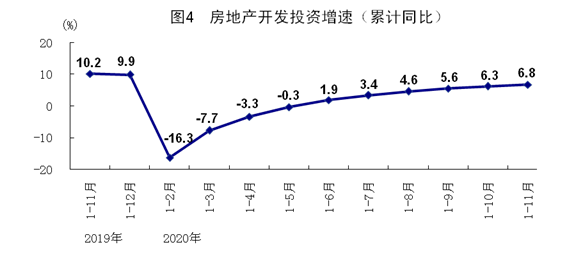 图4 房地产开发投资增速（累计同比）
(%)
20
10
0
-10
-20
10.2
9.9
-16.3
-7.7
-3.3
-0.3
1.9
3.4
4.6
5.6
6.3
6.8
1-11月
1-12月
1-2月
1-3月
1-4月
1-5月
1-6月
1-7月
1-8月
1-9月
1-10月
1-11月
2019年
2020年